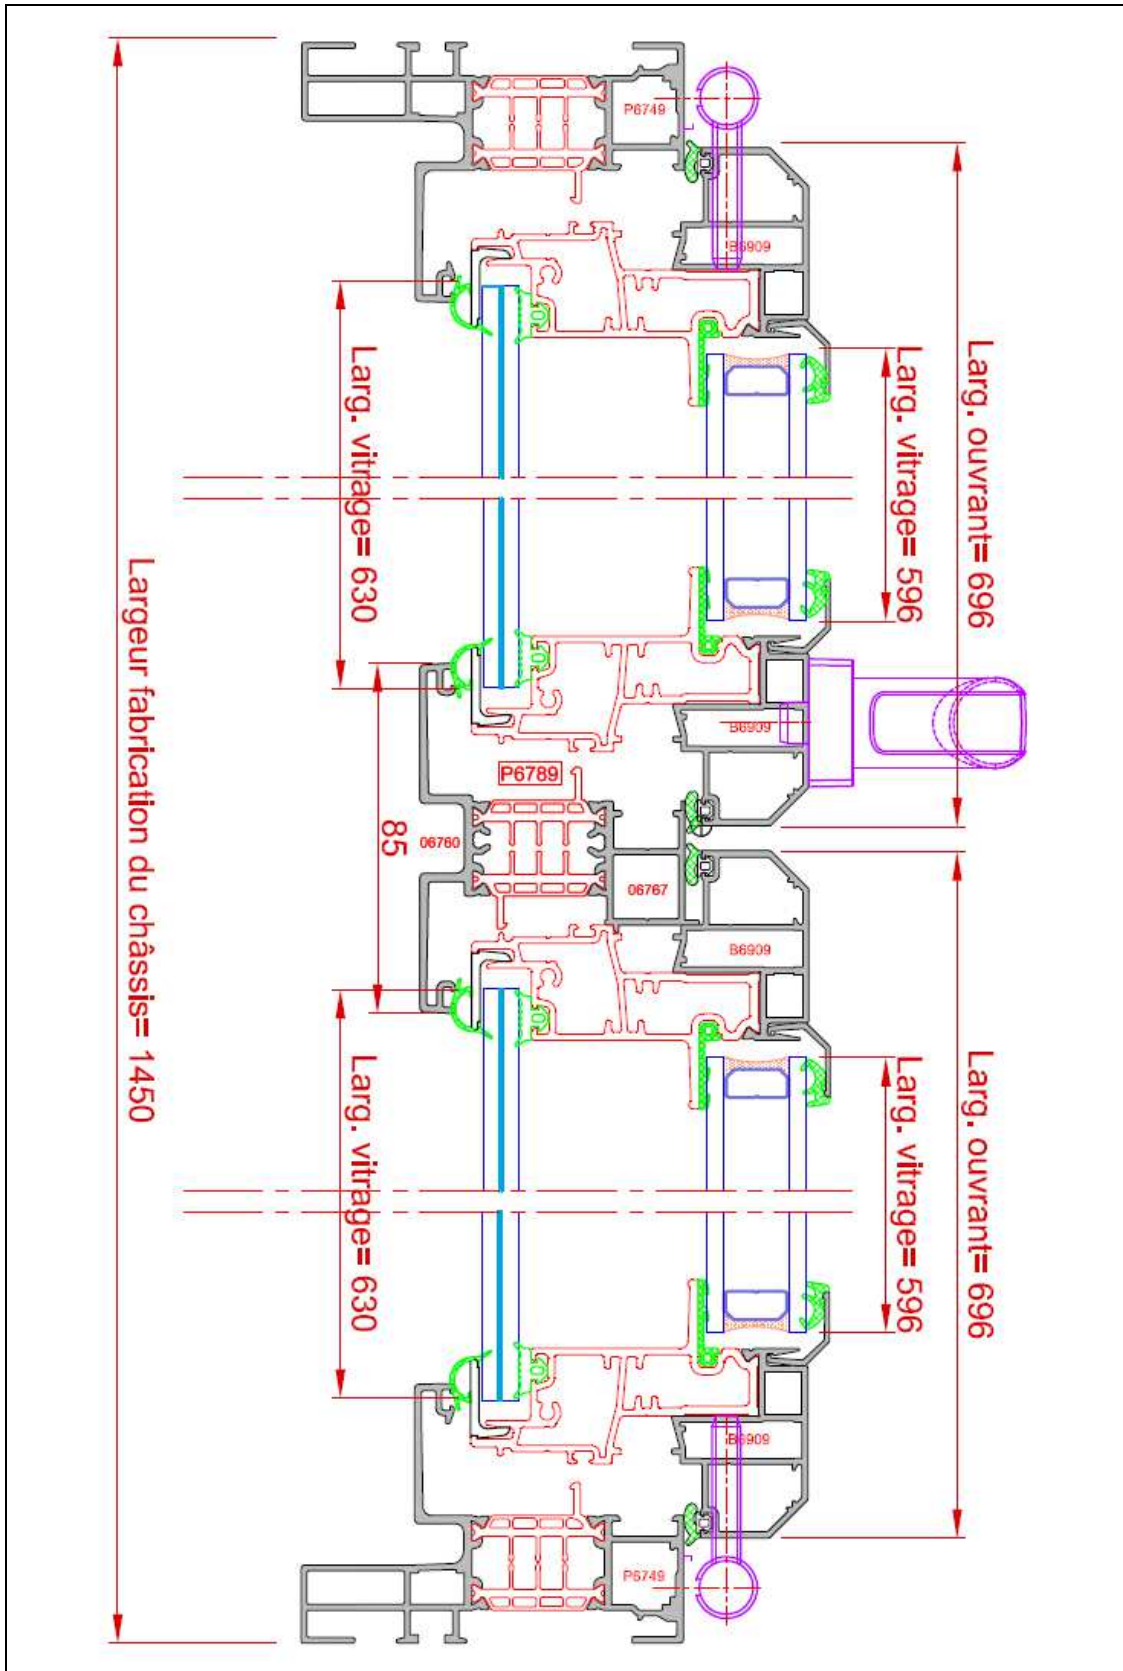 P6749
B6909
Larg. ouvrant= 696
Larg. vitrage= 596
Larg. vitrage= 630
Largeur fabrication du châssis= 1450
B6909
P6789
85
06760
06767
B6909
Larg. ouvrant= 696
Larg. vitrage= 596
Larg. vitrage= 630
B6909
P6749